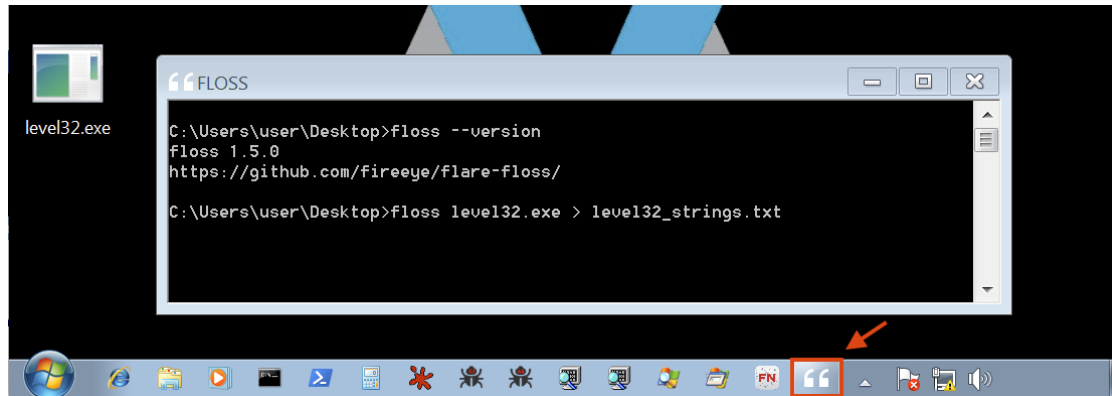 FLOSS
level32.exe
C:\Users\user\Desktop>floss --version
floss 1.5.0
https://github.com/fireeye/flare-floss/
C:\Users\user\Desktop>floss level32.exe > level32_strings.txt
FN